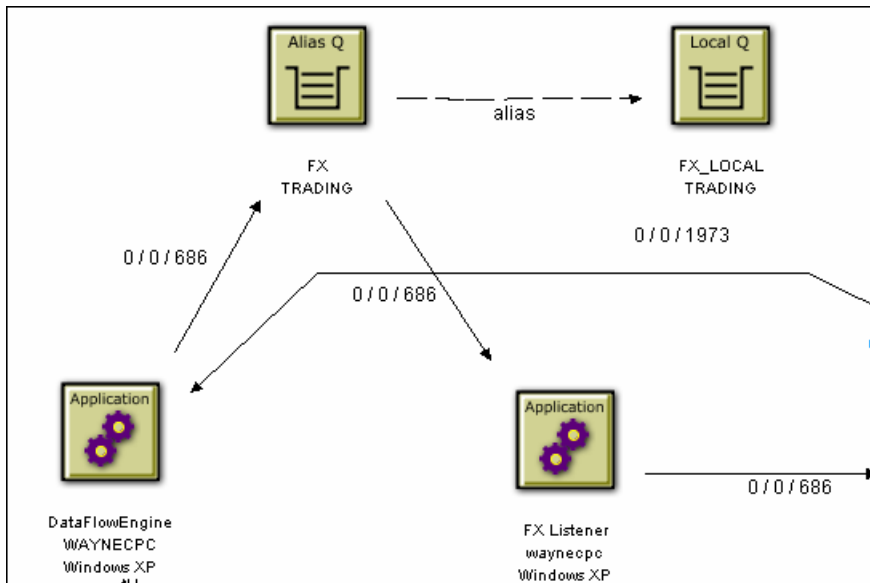 Alias Q
Local Q
alias
FX
TRADING
FX_LOCAL
TRADING
0/0/1973
0/0/686
0/0/686
Application
Application
0/0/686
DataFlowEngine
WAYNECPC
Windows XP
FX Listener
waynecpc
Windows XP